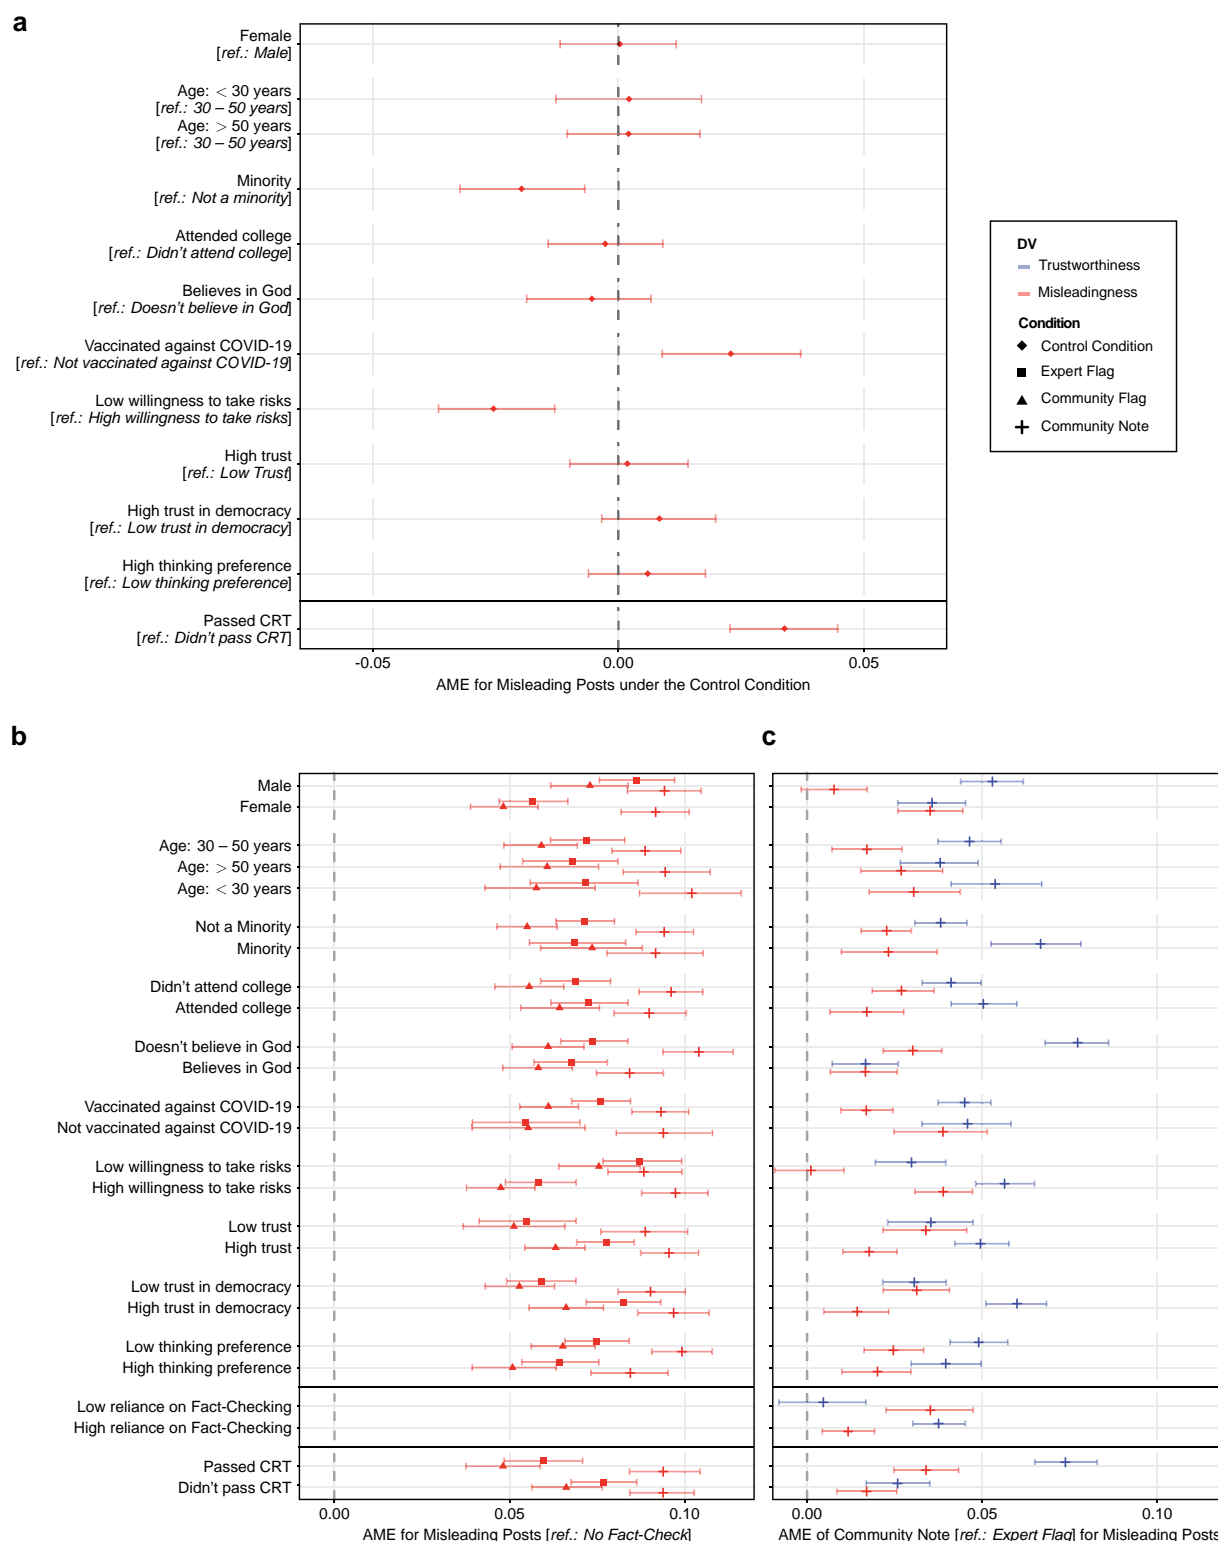 a
Female
[ref.: Male]
Age: < 30 years
[ref.: 30 – 50 years]
Age: > 50 years
[ref.: 30 – 50 years]
Minority
[ref.: Not a minority]
Attended college
[ref.: Didn't attend college]
Believes in God
[ref.: Doesn't believe in God]
Vaccinated against COVID-19
[ref.: Not vaccinated against COVID-19]
Low willingness to take risks
[ref.: High willingness to take risks]
High trust
[ref.: Low Trust]
High trust in democracy
[ref.: Low trust in democracy]
High thinking preference
[ref.: Low thinking preference]
Passed CRT
[ref.: Didn't pass CRT]
-0.05 0.00 0.05
AME for Misleading Posts under the Control Condition
DV
Trustworthiness
Misleadingness
Condition
Control Condition
Expert Flag
Community Flag
Community Note
b
Male
Female
Age: 30 – 50 years
Age: > 50 years
Age: < 30 years
Not a Minority
Minority
Didn't attend college
Attended college
Doesn't believe in God
Believes in God
Vaccinated against COVID-19
Not vaccinated against COVID-19
Low willingness to take risks
High willingness to take risks
Low trust
High trust
Low trust in democracy
High trust in democracy
Low thinking preference
High thinking preference
Low reliance on Fact-Checking
High reliance on Fact-Checking
Passed CRT
Didn't pass CRT
0.00 0.05 0.10
AME for Misleading Posts [ref.: No Fact-Check]
c
0.00 0.05 0.10
AME of Community Note [ref.: Expert Flag] for Misleading Posts